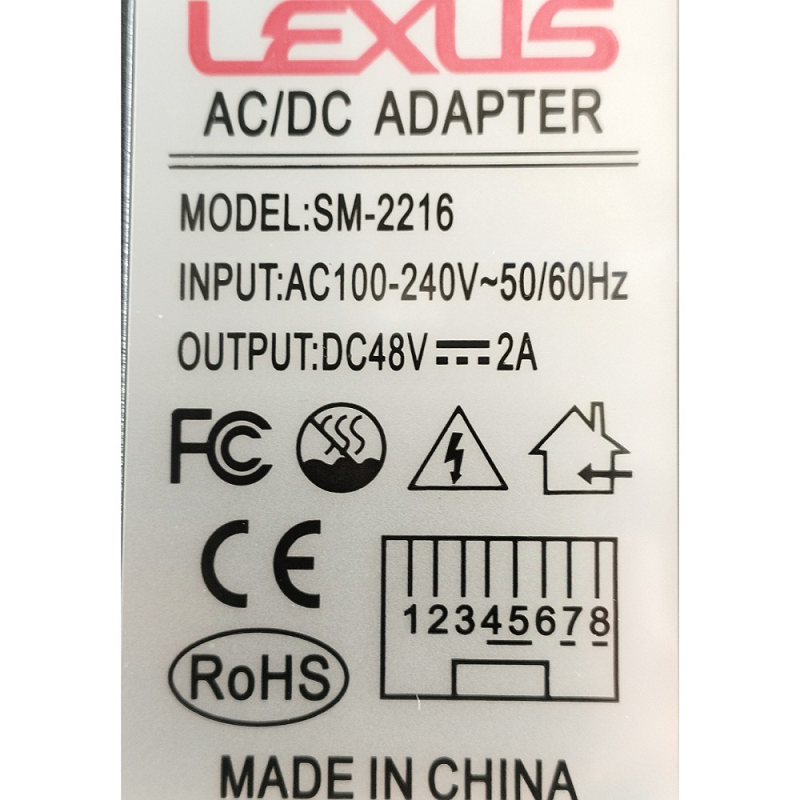 LEXUS
AC/DC ADAPTER
MODEL:SM-2216
INPUT:AC100-240V~50/60Hz
OUTPUT:DC48V⎓2A
FC
CE
12345678
RoHS
MADE IN CHINA